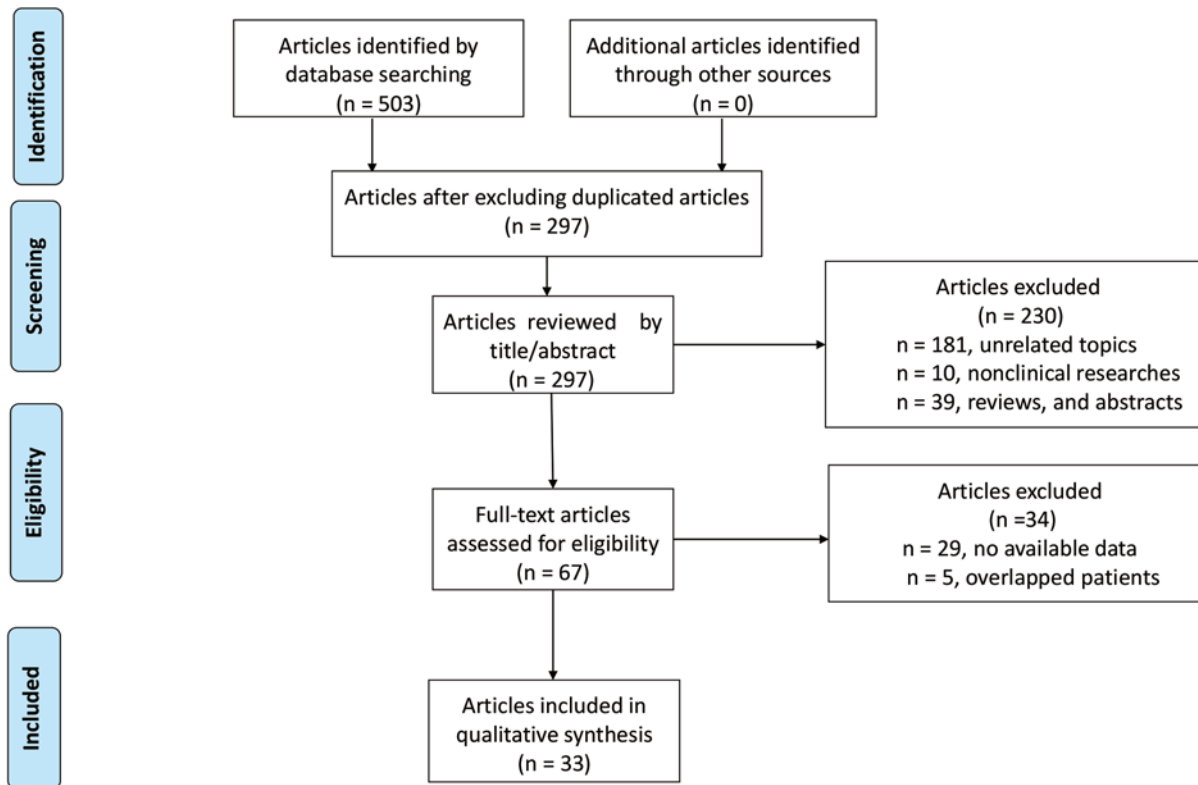 Identification
Articles identified by
database searching
(n = 503)
Additional articles identified
through other sources
(n = 0)
Articles after excluding duplicated articles
(n = 297)
Screening
Articles reviewed by
title/abstract
(n = 297)
Articles excluded
(n = 230)
n = 181, unrelated topics
n = 10, nonclinical researches
n = 39, reviews, and abstracts
Eligibility
Full-text articles
assessed for eligibility
(n = 67)
Articles excluded
(n =34)
n = 29, no available data
n = 5, overlapped patients
Included
Articles included in
qualitative synthesis
(n = 33)